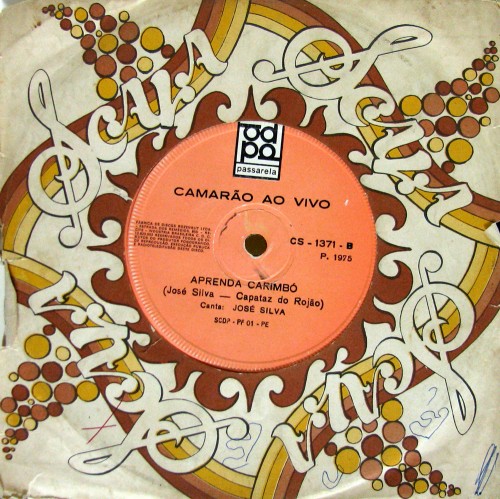 Scala
Scala
passarela
CAMARÃO AO VIVO
CS - 1371 - B
P. 1975
APRENDA CARIMBÓ
(José Silva — Capataz do Rojão)
Canta: JOSÉ SILVA
SCDP - PF 01 - PE
Scala
Scala